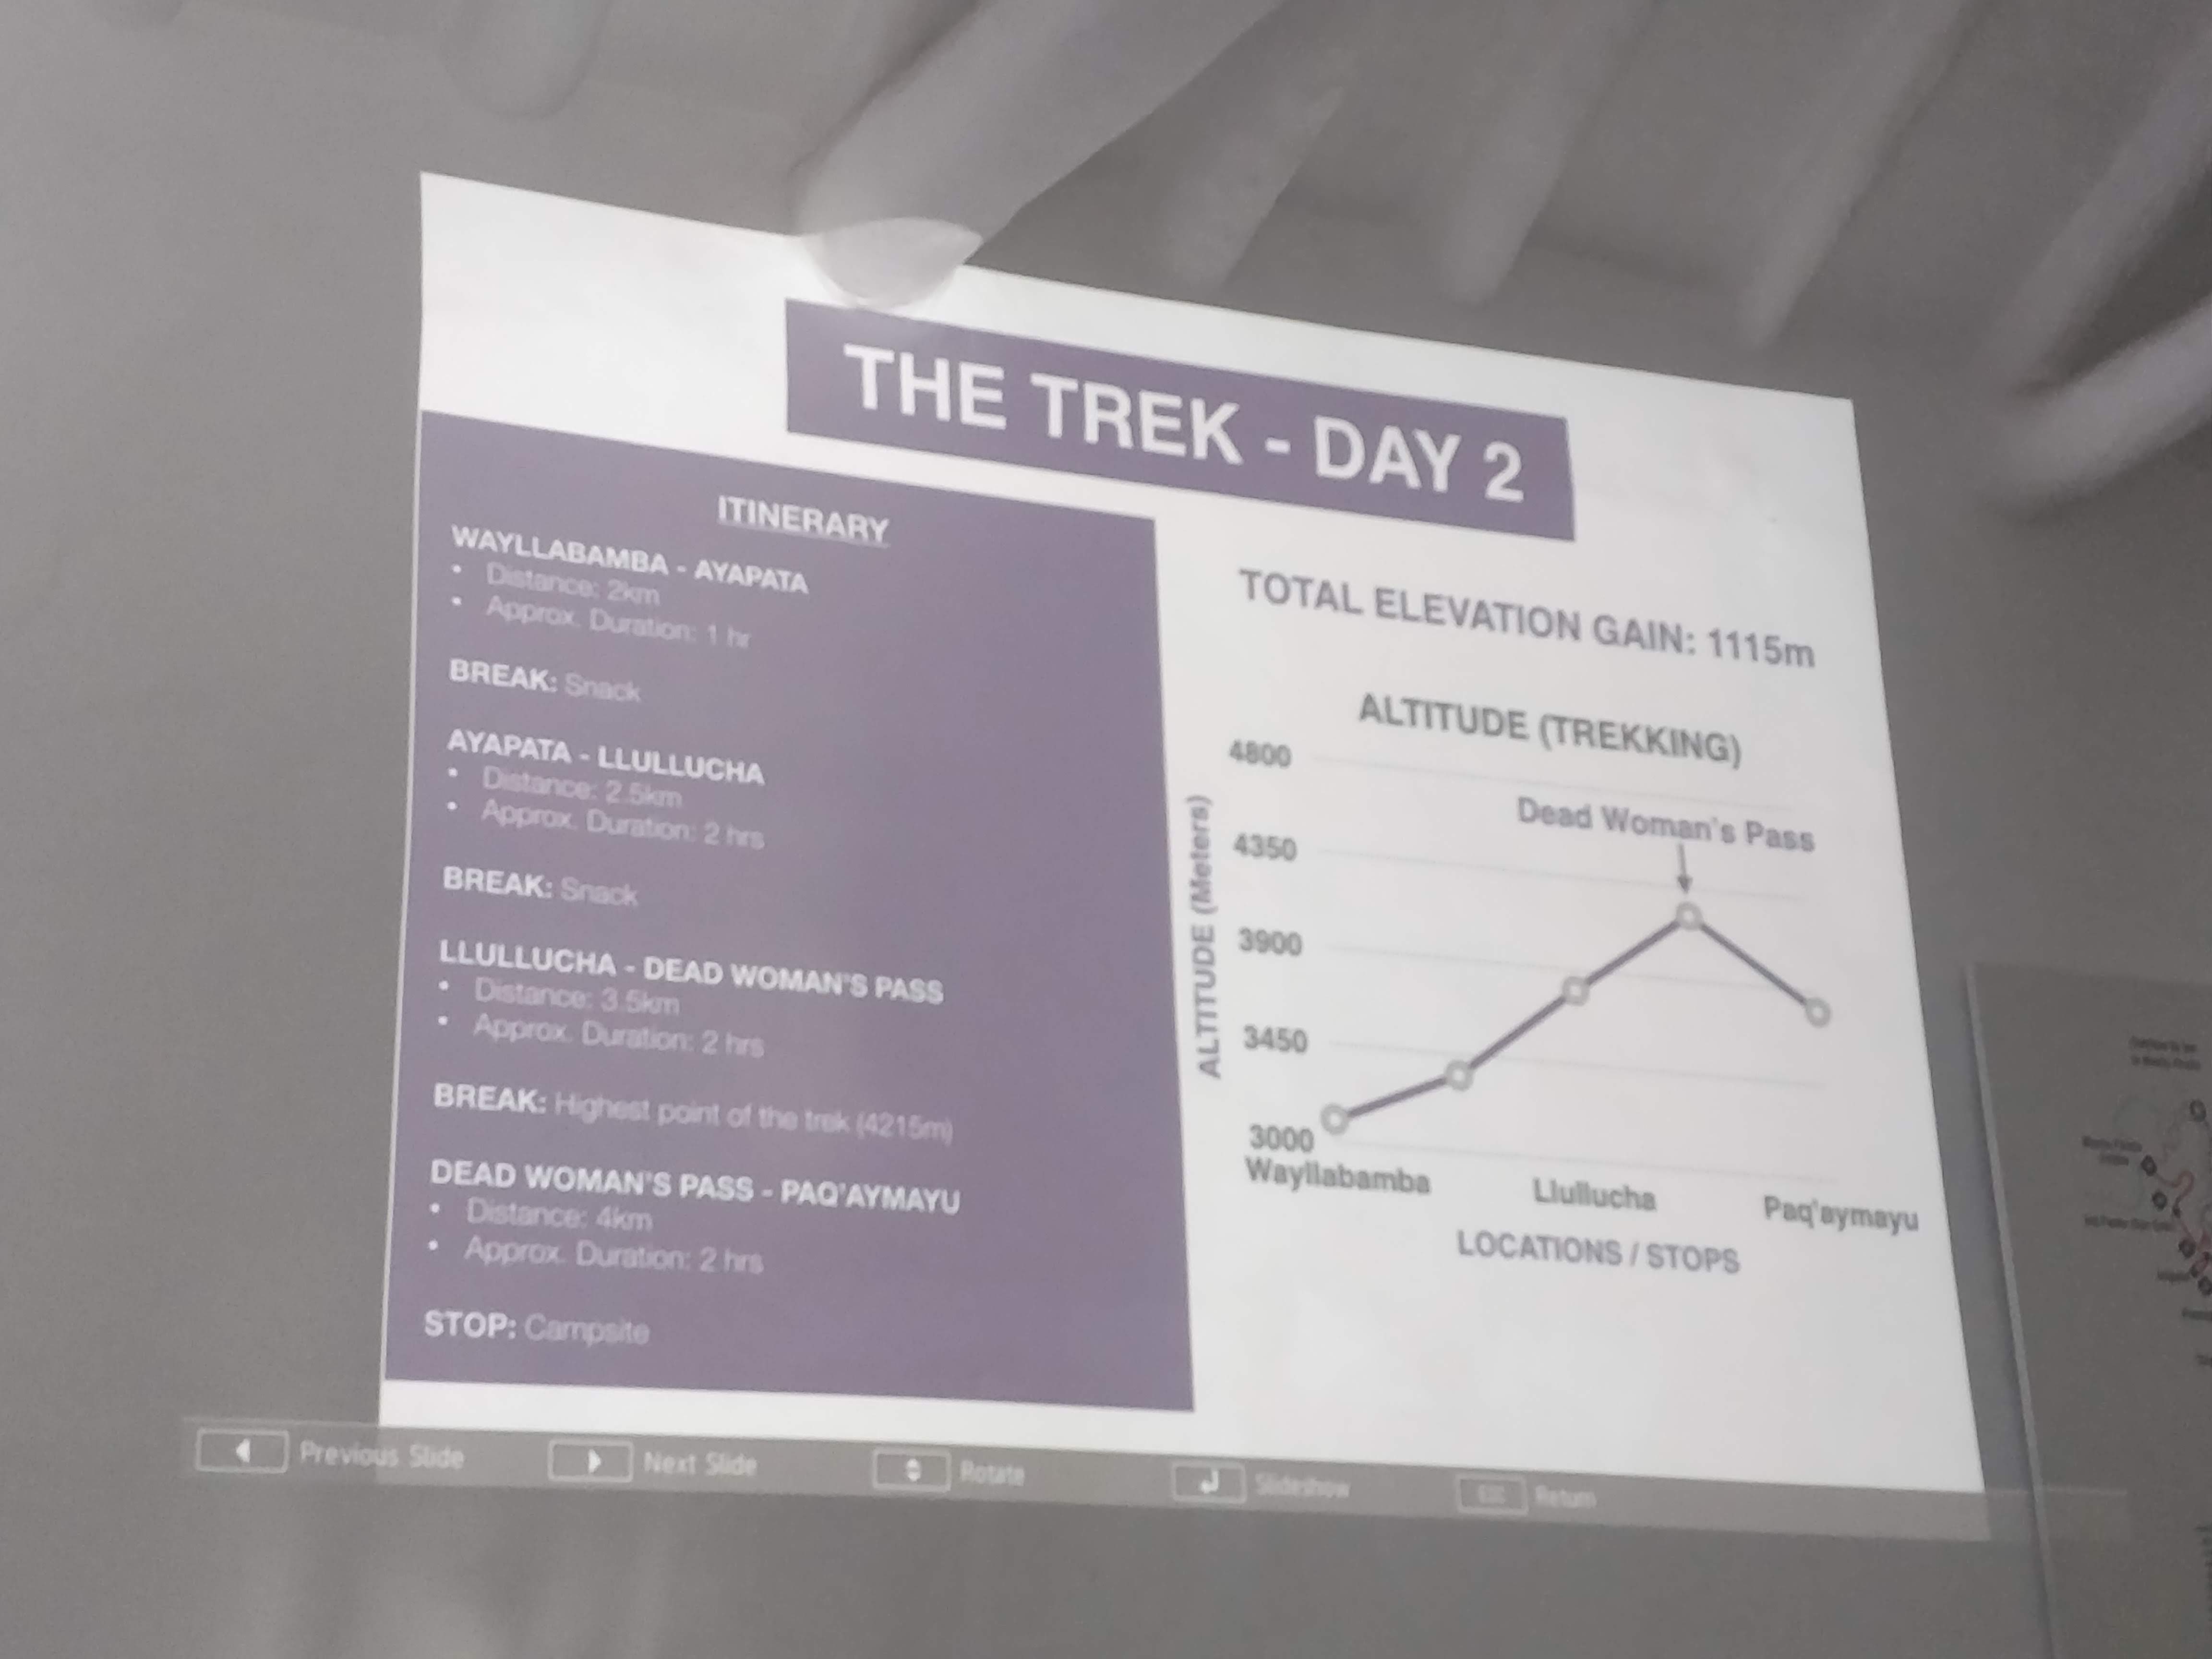 THE TREK - DAY 2
ITINERARY
WAYLLABAMBA - AYAPATA
• Distance: 2km
• Approx. Duration: 1 hr
BREAK: Snack
AYAPATA - LLULLUCHA
• Distance: 2.5km
• Approx. Duration: 2 hrs
BREAK: Snack
LLULLUCHA - DEAD WOMAN'S PASS
• Distance: 3.5km
• Approx. Duration: 2 hrs
BREAK: Highest point of the trek (4215m)
DEAD WOMAN'S PASS - PAQ'AYMAYU
• Distance: 4km
• Approx. Duration: 2 hrs
STOP: Campsite
TOTAL ELEVATION GAIN: 1115m
ALTITUDE (TREKKING)
ALTITUDE (Meters)
4800
Dead Woman's Pass
4350
3900
3450
3000
Wayllabamba Llullucha Paq'aymayu
LOCATIONS / STOPS
Previous Slide Next Slide Rotate Slideshow ESC Return